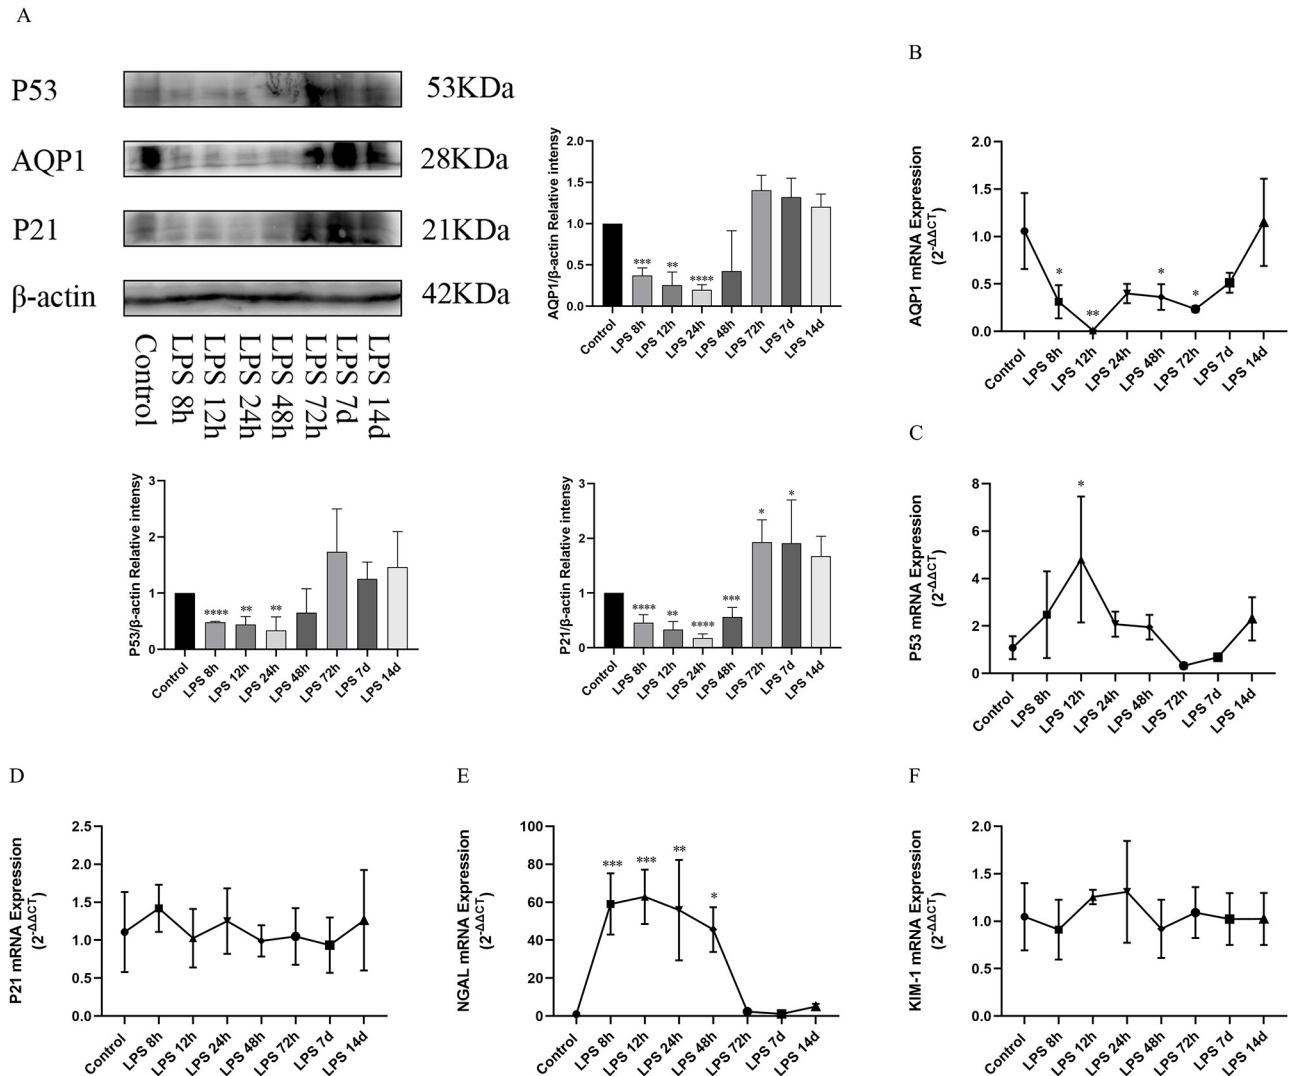 A
P53
53KDa
AQP1
28KDa
P21
21KDa
β-actin
42KDa
Control
LPS 8h
LPS 12h
LPS 24h
LPS 48h
LPS 72h
LPS 7d
LPS 14d
AQP1/β-actin Relative intensy
2.0
1.5
1.0
0.5
0.0
***
**
****
Control
LPS 8h
LPS 12h
LPS 24h
LPS 48h
LPS 72h
LPS 7d
LPS 14d
P53/β-actin Relative intensy
3
2
1
0
****
**
**
Control
LPS 8h
LPS 12h
LPS 24h
LPS 48h
LPS 72h
LPS 7d
LPS 14d
P21/β-actin Relative intensy
3
2
1
0
****
**
****
***
*
*
Control
LPS 8h
LPS 12h
LPS 24h
LPS 48h
LPS 72h
LPS 7d
LPS 14d
B
AQP1 mRNA Expression
(2-ΔΔCT)
2.0
1.5
1.0
0.5
0.0
*
**
*
*
Control
LPS 8h
LPS 12h
LPS 24h
LPS 48h
LPS 72h
LPS 7d
LPS 14d
C
P53 mRNA Expression
(2-ΔΔCT)
8
6
4
2
0
*
Control
LPS 8h
LPS 12h
LPS 24h
LPS 48h
LPS 72h
LPS 7d
LPS 14d
D
P21 mRNA Expression
(2-ΔΔCT)
2.5
2.0
1.5
1.0
0.5
0.0
Control
LPS 8h
LPS 12h
LPS 24h
LPS 48h
LPS 72h
LPS 7d
LPS 14d
E
NGAL mRNA Expression
(2-ΔΔCT)
100
80
60
40
20
0
***
***
**
*
Control
LPS 8h
LPS 12h
LPS 24h
LPS 48h
LPS 72h
LPS 7d
LPS 14d
F
KIM-1 mRNA Expression
(2-ΔΔCT)
2.0
1.5
1.0
0.5
0.0
Control
LPS 8h
LPS 12h
LPS 24h
LPS 48h
LPS 72h
LPS 7d
LPS 14d